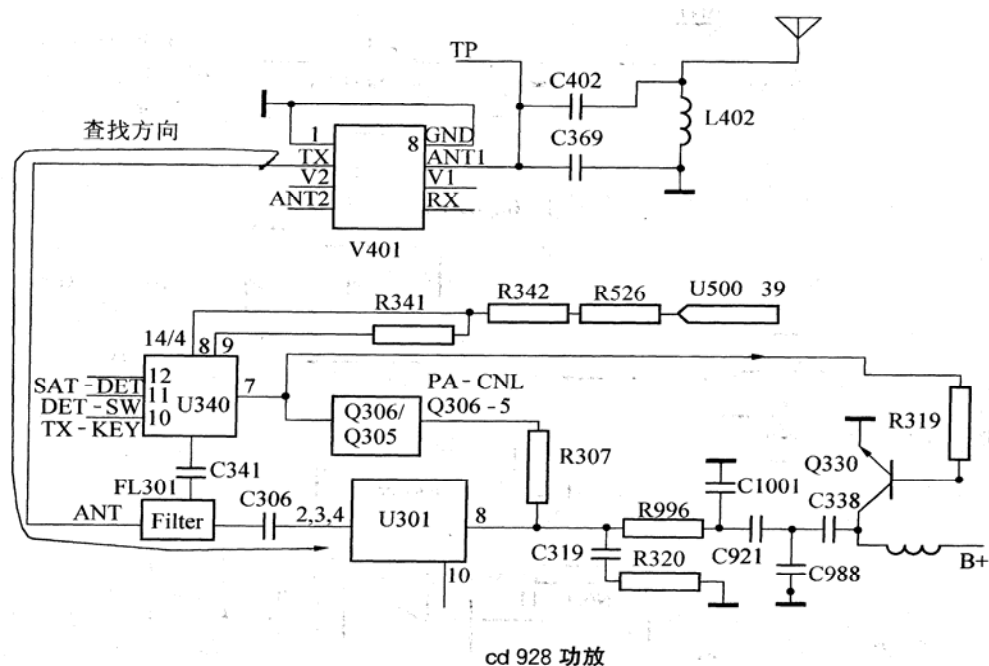 TP
C402
L402
C369
查找方向
1
8
GND
TX
ANT1
V2
V1
ANT2
RX
V401
R341
R342
R526
U500 39
14/4
8
9
12
SAT-DET
11
DET-SW
10
TX-KEY
U340
7
PA-CNL
Q306-5
Q306/
Q305
R307
R319
Q330
C341
FL301
ANT
Filter
C306
2,3,4
U301
8
10
C319
R320
R996
C1001
C921
C988
C338
B+
cd 928 功放